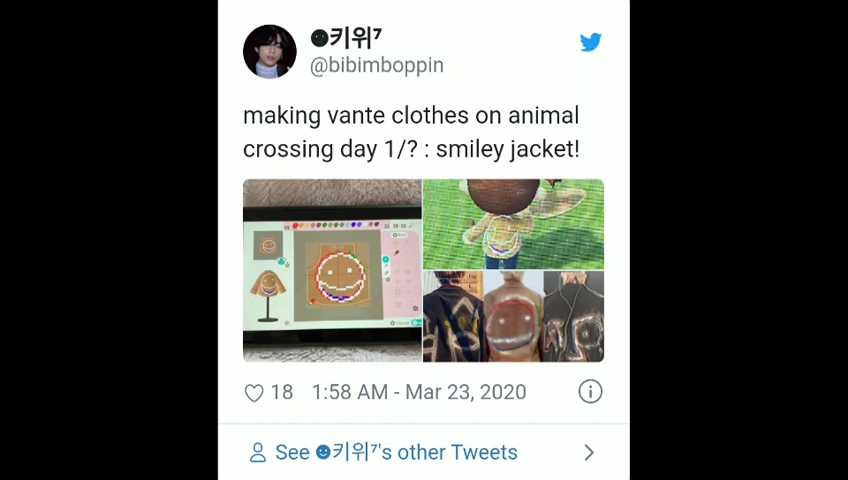 ☻키위⁷
@bibimboppin
making vante clothes on animal
crossing day 1/? : smiley jacket!
18 1:58 AM - Mar 23, 2020
See ☻키위⁷'s other Tweets